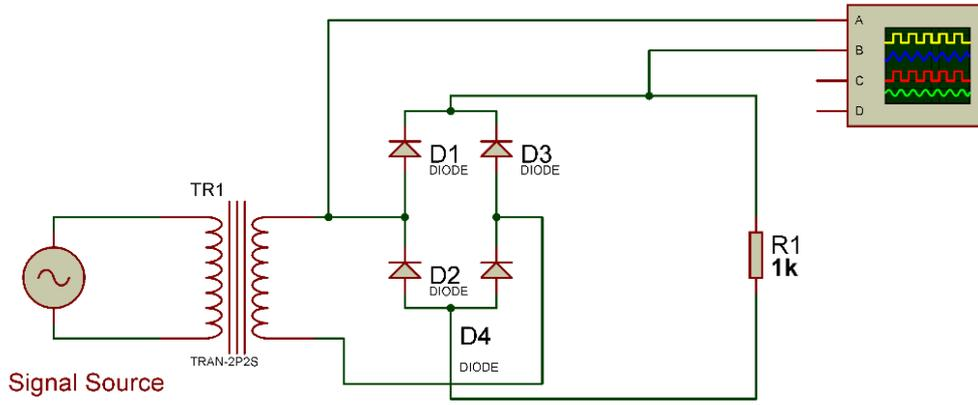 A
B
C
D
D1
DIODE
D3
DIODE
TR1
R1
1k
D2
DIODE
D4
DIODE
TRAN-2P2S
Signal Source